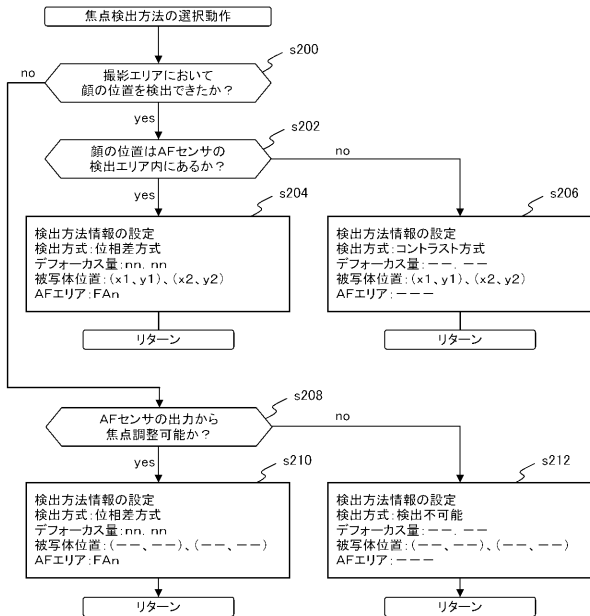 焦点検出方法の選択動作
s200
no
撮影エリアにおいて
顔の位置を検出できたか？
yes
s202
顔の位置はAFセンサの
検出エリア内にあるか？
no
yes
s204
検出方法情報の設定
検出方式：位相差方式
デフォーカス量：nn．nn
被写体位置：(x1、y1)、(x2、y2)
AFエリア：FAn
リターン
s206
検出方法情報の設定
検出方式：コントラスト方式
デフォーカス量：－－．－－
被写体位置：(x1、y1)、(x2、y2)
AFエリア：－－－
リターン
s208
AFセンサの出力から
焦点調整可能か？
no
yes
s210
検出方法情報の設定
検出方式：位相差方式
デフォーカス量：nn．nn
被写体位置：(－－、－－)、(－－、－－)
AFエリア：FAn
リターン
s212
検出方法情報の設定
検出方式：検出不可能
デフォーカス量：－－．－－
被写体位置：(－－、－－)、(－－、－－)
AFエリア：－－－
リターン